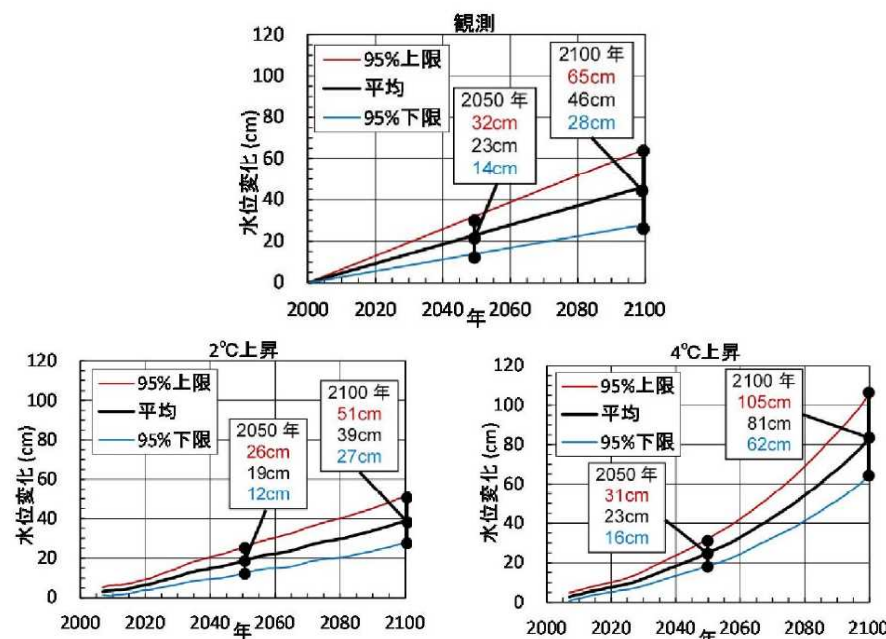 観測
120
100
80
60
40
20
0
水位変化 (cm)
95%上限
平均
95%下限
2050 年
32cm
23cm
14cm
2100 年
65cm
46cm
28cm
2000 2020 2040 2060 2080 2100
年
2℃上昇
120
100
80
60
40
20
0
水位変化 (cm)
95%上限
平均
95%下限
2050 年
26cm
19cm
12cm
2100 年
51cm
39cm
27cm
2000 2020 2040 2060 2080 2100
年
4℃上昇
120
100
80
60
40
20
0
水位変化 (cm)
95%上限
平均
95%下限
2050 年
31cm
23cm
16cm
2100 年
105cm
81cm
62cm
2000 2020 2040 2060 2080 2100
年